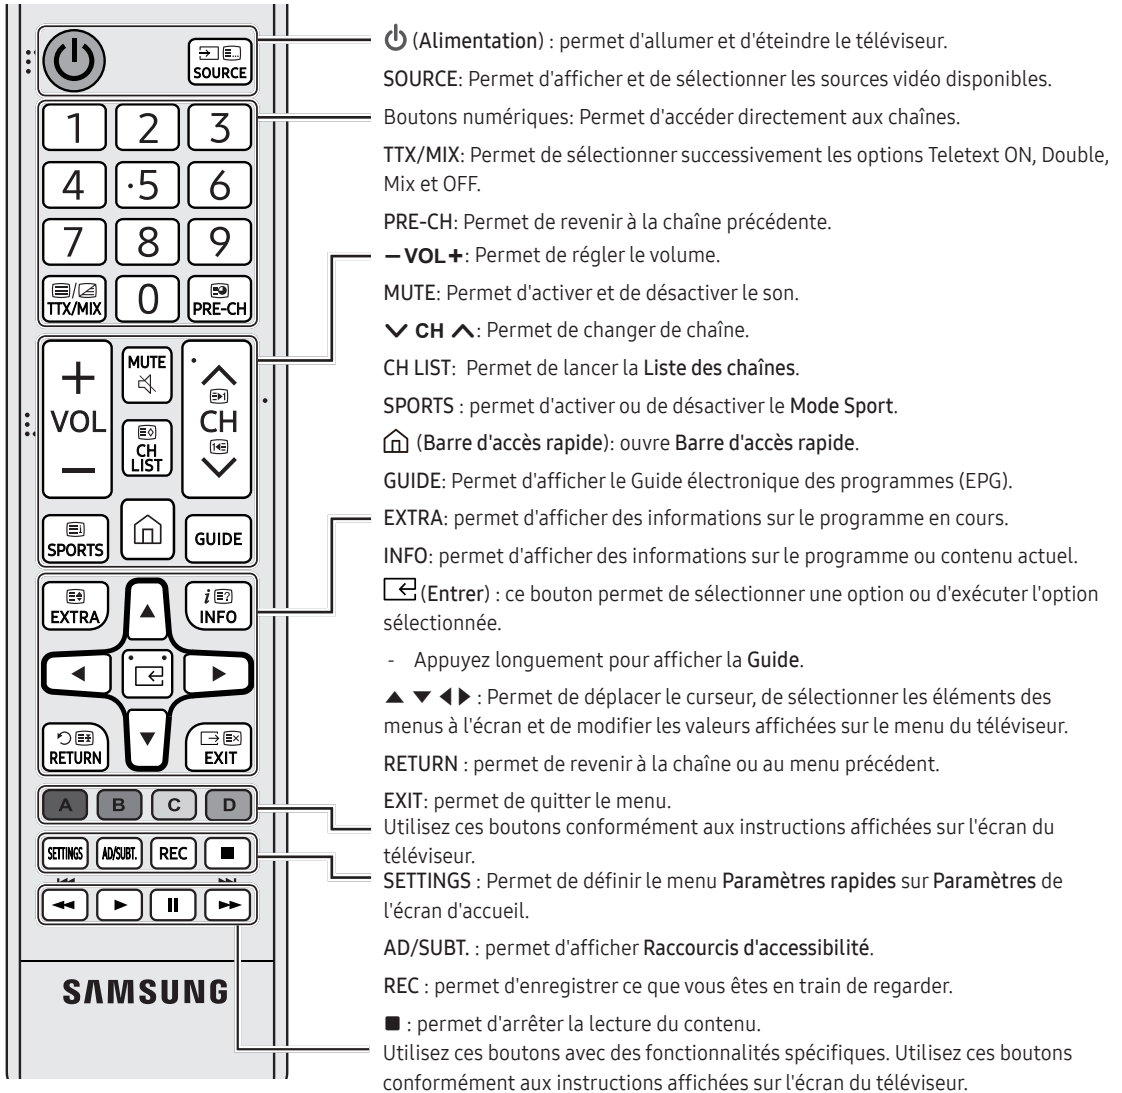 SOURCE
1 2 3
4 ·5 6
7 8 9
TTX/MIX 0 PRE-CH
+ VOL −
MUTE
CH LIST
CH
SPORTS
GUIDE
EXTRA
i INFO
RETURN
EXIT
A B C D
SETTINGS AD/SUBT. REC
SAMSUNG
(Alimentation) : permet d'allumer et d'éteindre le téléviseur.
SOURCE: Permet d'afficher et de sélectionner les sources vidéo disponibles.
Boutons numériques: Permet d'accéder directement aux chaînes.
TTX/MIX: Permet de sélectionner successivement les options Teletext ON, Double,
Mix et OFF.
PRE-CH: Permet de revenir à la chaîne précédente.
− VOL +: Permet de régler le volume.
MUTE: Permet d'activer et de désactiver le son.
CH : Permet de changer de chaîne.
CH LIST: Permet de lancer la Liste des chaînes.
SPORTS : permet d'activer ou de désactiver le Mode Sport.
(Barre d'accès rapide): ouvre Barre d'accès rapide.
GUIDE: Permet d'afficher le Guide électronique des programmes (EPG).
EXTRA: permet d'afficher des informations sur le programme en cours.
INFO: permet d'afficher des informations sur le programme ou contenu actuel.
(Entrer) : ce bouton permet de sélectionner une option ou d'exécuter l'option
sélectionnée.
- Appuyez longuement pour afficher la Guide.
▲ ▼ ◀ ▶ : Permet de déplacer le curseur, de sélectionner les éléments des
menus à l'écran et de modifier les valeurs affichées sur le menu du téléviseur.
RETURN : permet de revenir à la chaîne ou au menu précédent.
EXIT: permet de quitter le menu.
Utilisez ces boutons conformément aux instructions affichées sur l'écran du
téléviseur.
SETTINGS : Permet de définir le menu Paramètres rapides sur Paramètres de
l'écran d'accueil.
AD/SUBT. : permet d'afficher Raccourcis d'accessibilité.
REC : permet d'enregistrer ce que vous êtes en train de regarder.
■ : permet d'arrêter la lecture du contenu.
Utilisez ces boutons avec des fonctionnalités spécifiques. Utilisez ces boutons
conformément aux instructions affichées sur l'écran du téléviseur.